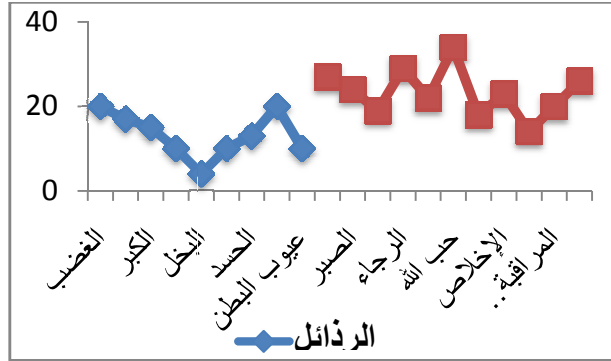 40
20
0
الغضب
الكبر
البخل
الحسد
عيوب البطن
الصبر
الرجاء
حب الله
الإخلاص
المراقبة..
الرذائل